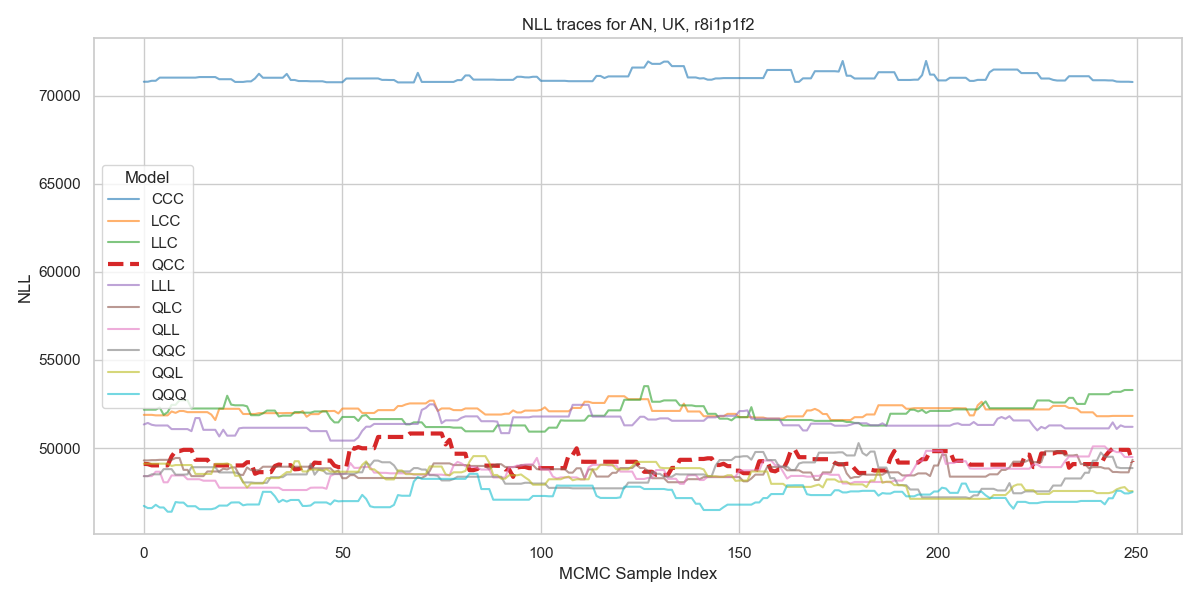 NLL traces for AN, UK, r8i1p1f2
NLL
70000
65000
60000
55000
50000
Model
CCC
LCC
LLC
QCC
LLL
QLC
QLL
QQC
QQL
QQQ
0 50 100 150 200 250
MCMC Sample Index